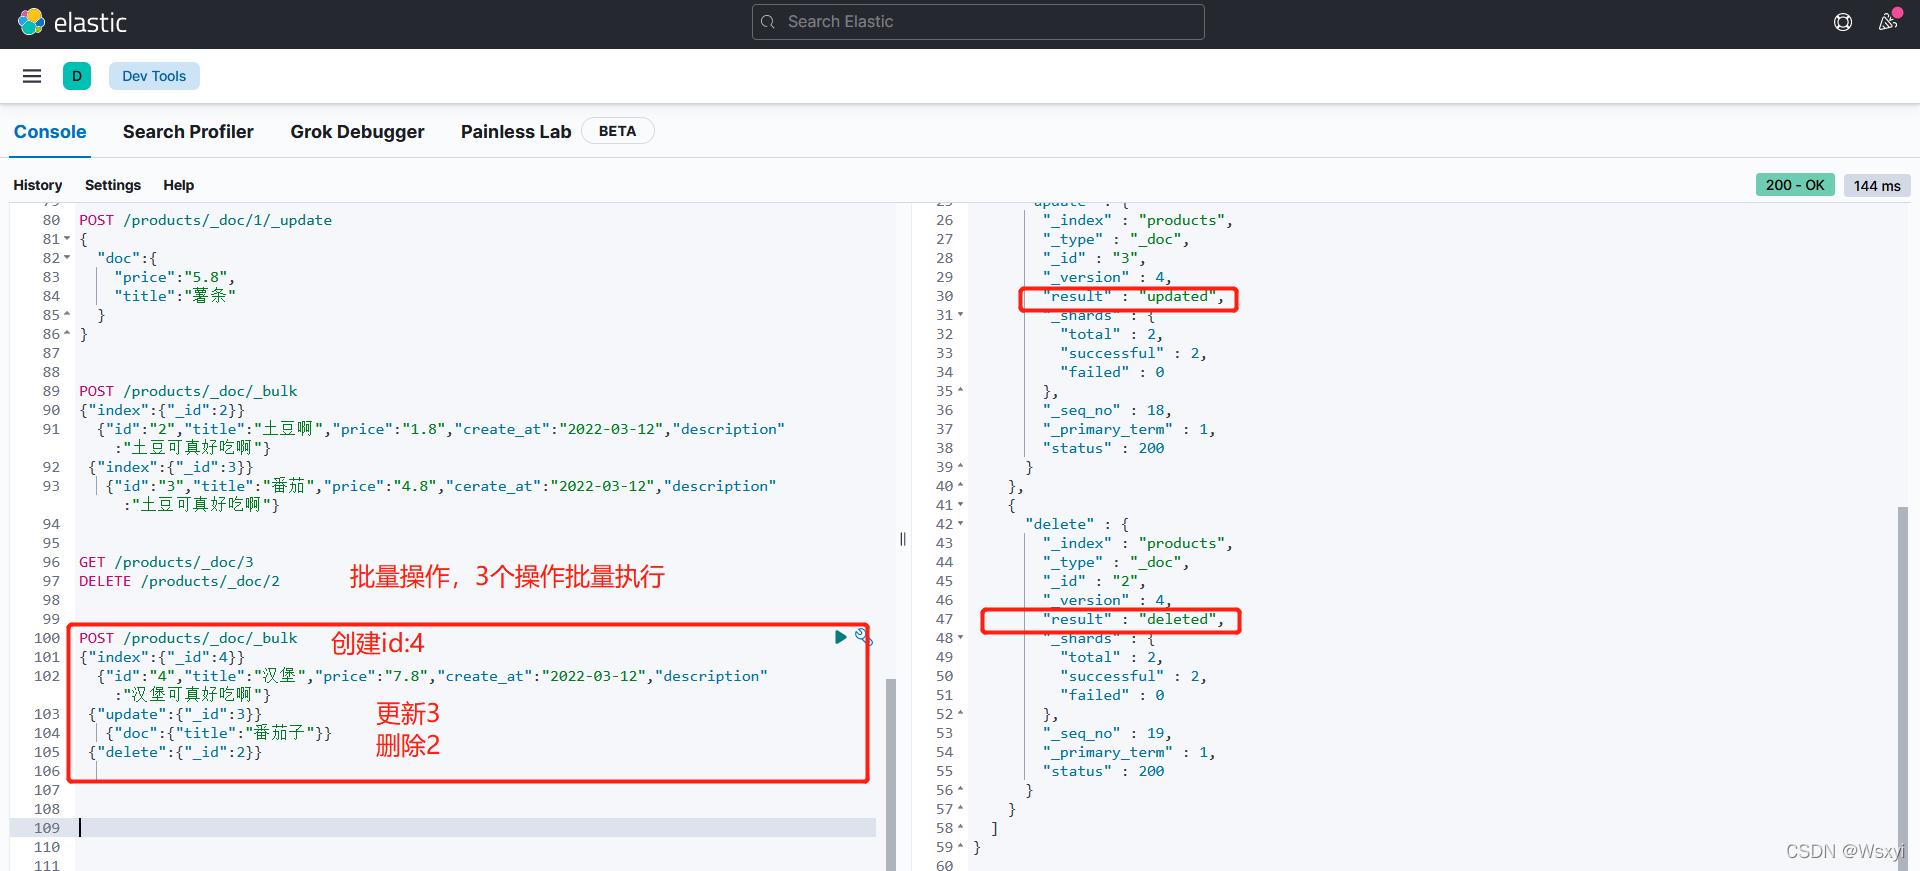 elastic
Search Elastic
D
Dev Tools
Console
Search Profiler
Grok Debugger
Painless Lab
BETA
History
Settings
Help
200 - OK
144 ms
79
80 POST /products/_doc/1/_update
81 {
82 "doc":{
83 "price":"5.8",
84 "title":"薯条"
85 }
86 }
87
88
89 POST /products/_doc/_bulk
90 {"index":{"_id":2}}
91 {"id":"2","title":"土豆啊","price":"1.8","create_at":"2022-03-12","description"
:"土豆可真好吃啊"}
92 {"index":{"_id":3}}
93 {"id":"3","title":"番茄","price":"4.8","cerate_at":"2022-03-12","description"
:"土豆可真好吃啊"}
94
95
96 GET /products/_doc/3
97 DELETE /products/_doc/2
批量操作，3个操作批量执行
98
99
100 POST /products/_doc/_bulk
创建id:4
101 {"index":{"_id":4}}
102 {"id":"4","title":"汉堡","price":"7.8","create_at":"2022-03-12","description"
:"汉堡可真好吃啊"}
103 {"update":{"_id":3}}
更新3
104 {"doc":{"title":"番茄子"}}
105 {"delete":{"_id":2}}
删除2
106
107
108
109
110
111
25 "update" : {
26 "_index" : "products",
27 "_type" : "_doc",
28 "_id" : "3",
29 "_version" : 4,
30 "result" : "updated",
31 "_shards" : {
32 "total" : 2,
33 "successful" : 2,
34 "failed" : 0
35 },
36 "_seq_no" : 18,
37 "_primary_term" : 1,
38 "status" : 200
39 }
40 },
41 {
42 "delete" : {
43 "_index" : "products",
44 "_type" : "_doc",
45 "_id" : "2",
46 "_version" : 4,
47 "result" : "deleted",
48 "_shards" : {
49 "total" : 2,
50 "successful" : 2,
51 "failed" : 0
52 },
53 "_seq_no" : 19,
54 "_primary_term" : 1,
55 "status" : 200
56 }
57 }
58 ]
59 }
60
CSDN @Wsxyi